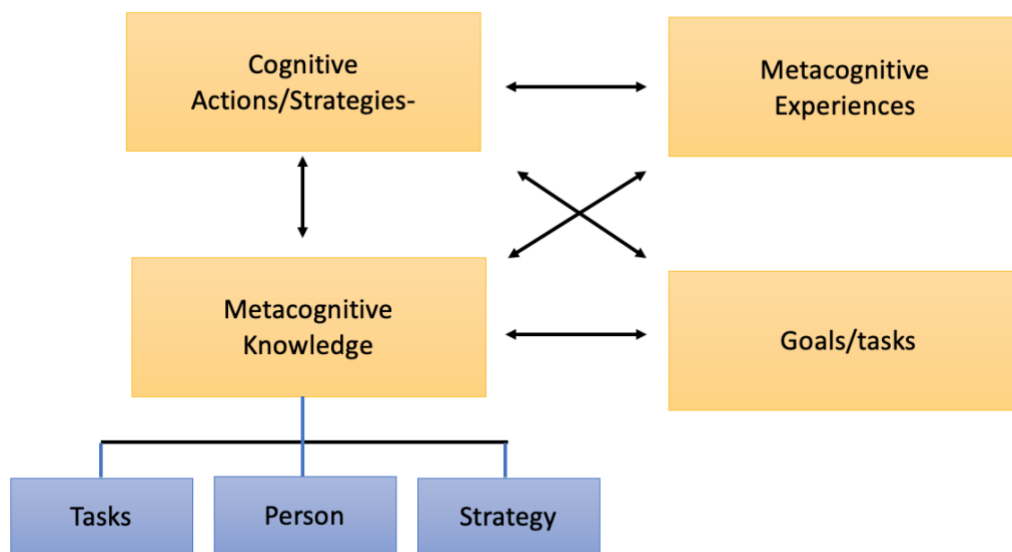 Cognitive
Actions/Strategies-
Metacognitive
Experiences
Metacognitive
Knowledge
Goals/tasks
Tasks
Person
Strategy